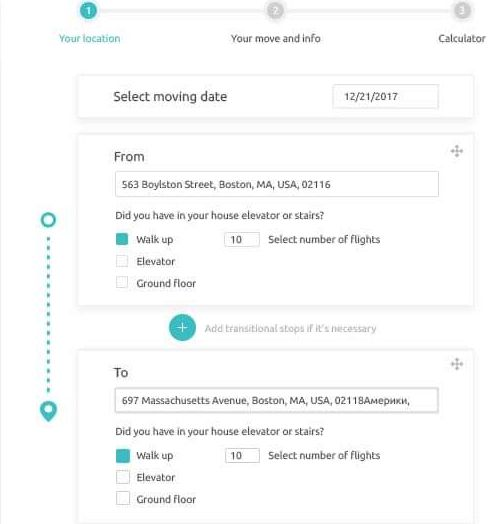 1 2 3
Your location Your move and info Calculator
Select moving date 12/21/2017
From
563 Boylston Street, Boston, MA, USA, 02116
Did you have in your house elevator or stairs?
Walk up 10 Select number of flights
Elevator
Ground floor
+ Add transitional stops if it's necessary
To
697 Massachusetts Avenue, Boston, MA, USA, 02118Америки,
Did you have in your house elevator or stairs?
Walk up 10 Select number of flights
Elevator
Ground floor